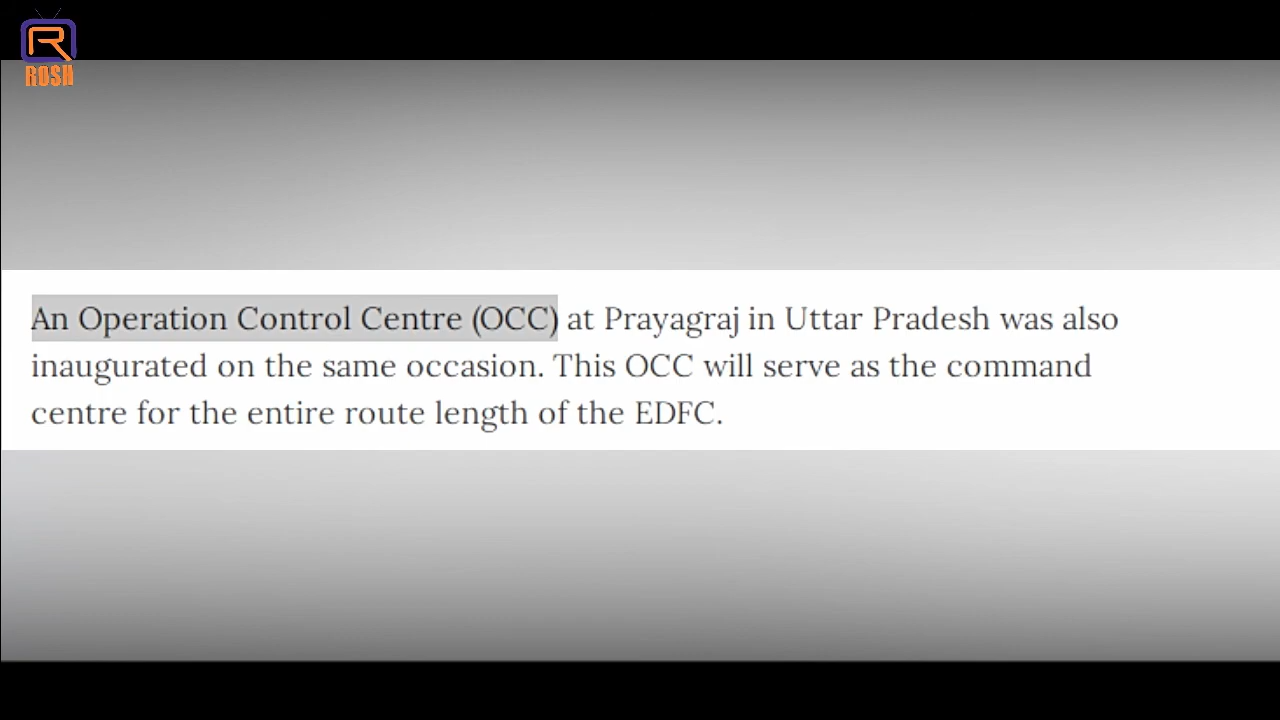 ROSH
An Operation Control Centre (OCC) at Prayagraj in Uttar Pradesh was also
inaugurated on the same occasion. This OCC will serve as the command
centre for the entire route length of the EDFC.